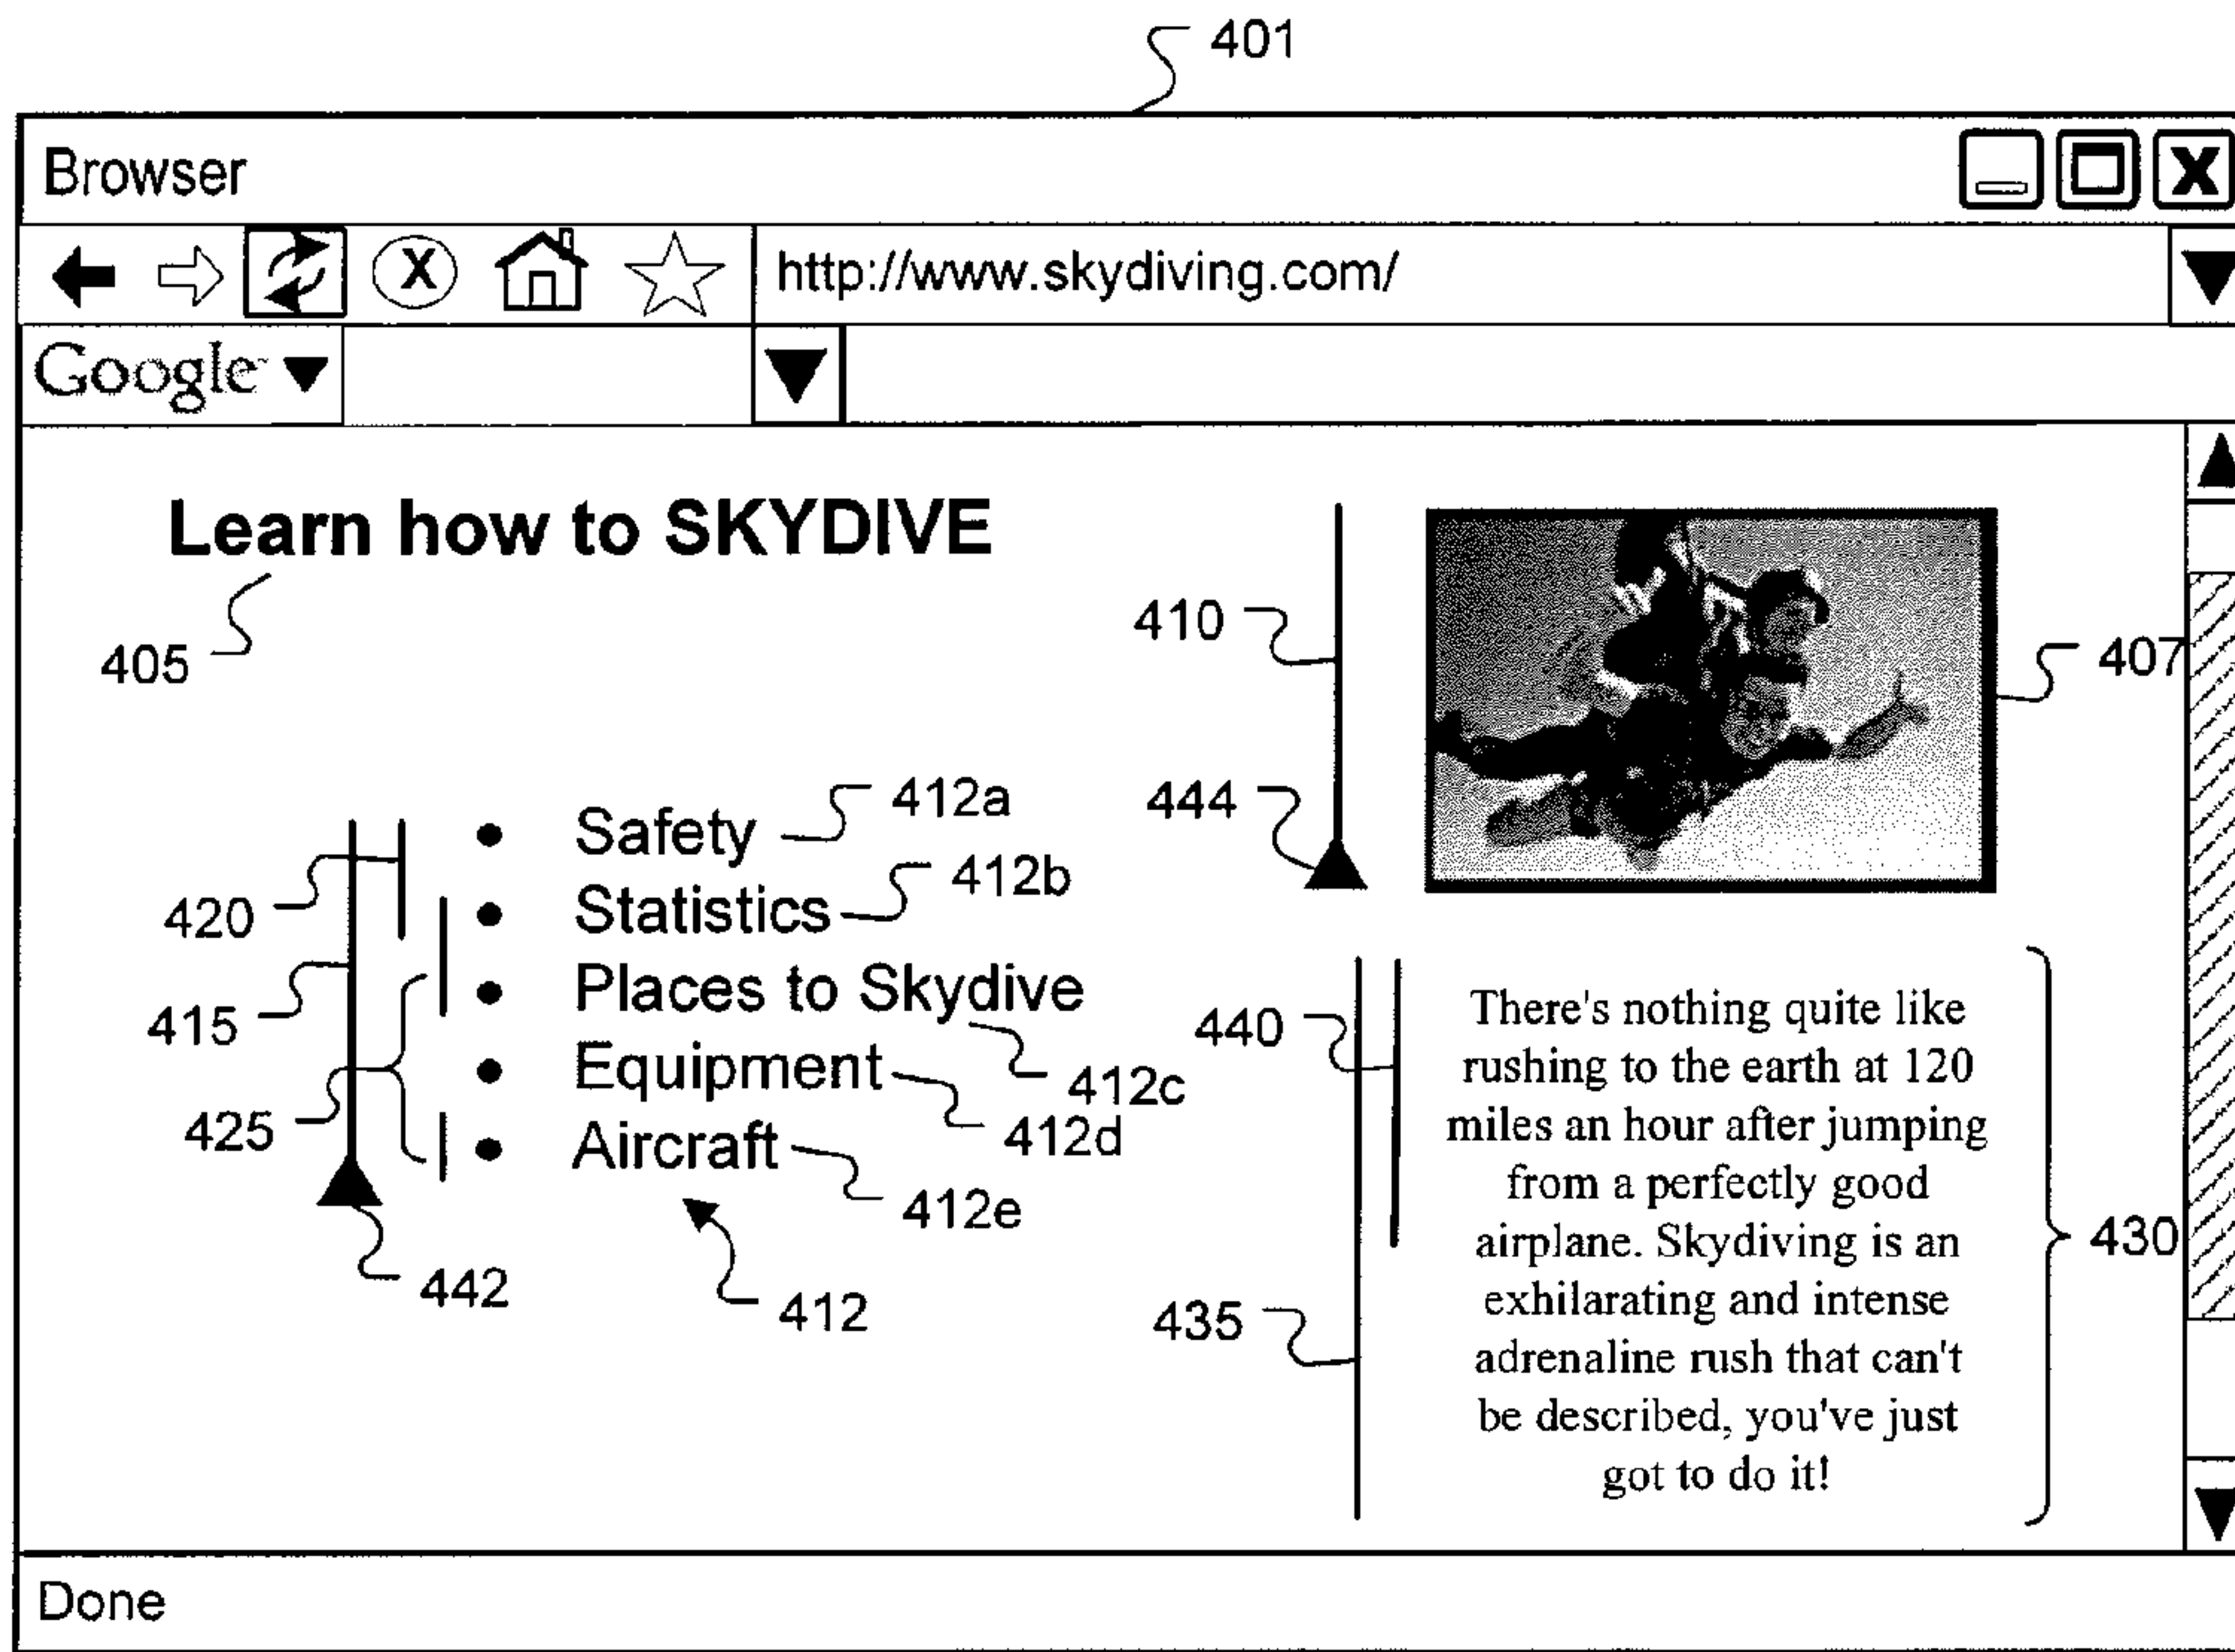 401
Browser
X
X
http://www.skydiving.com/
Google
Learn how to SKYDIVE
405
410
407
444
Safety 412a
Statistics 412b
420
Places to Skydive
415
412c
Equipment
425
412d
Aircraft
412e
442
412
440
435
There's nothing quite like
rushing to the earth at 120
miles an hour after jumping
from a perfectly good
airplane. Skydiving is an
exhilarating and intense
adrenaline rush that can't
be described, you've just
got to do it!
430
Done